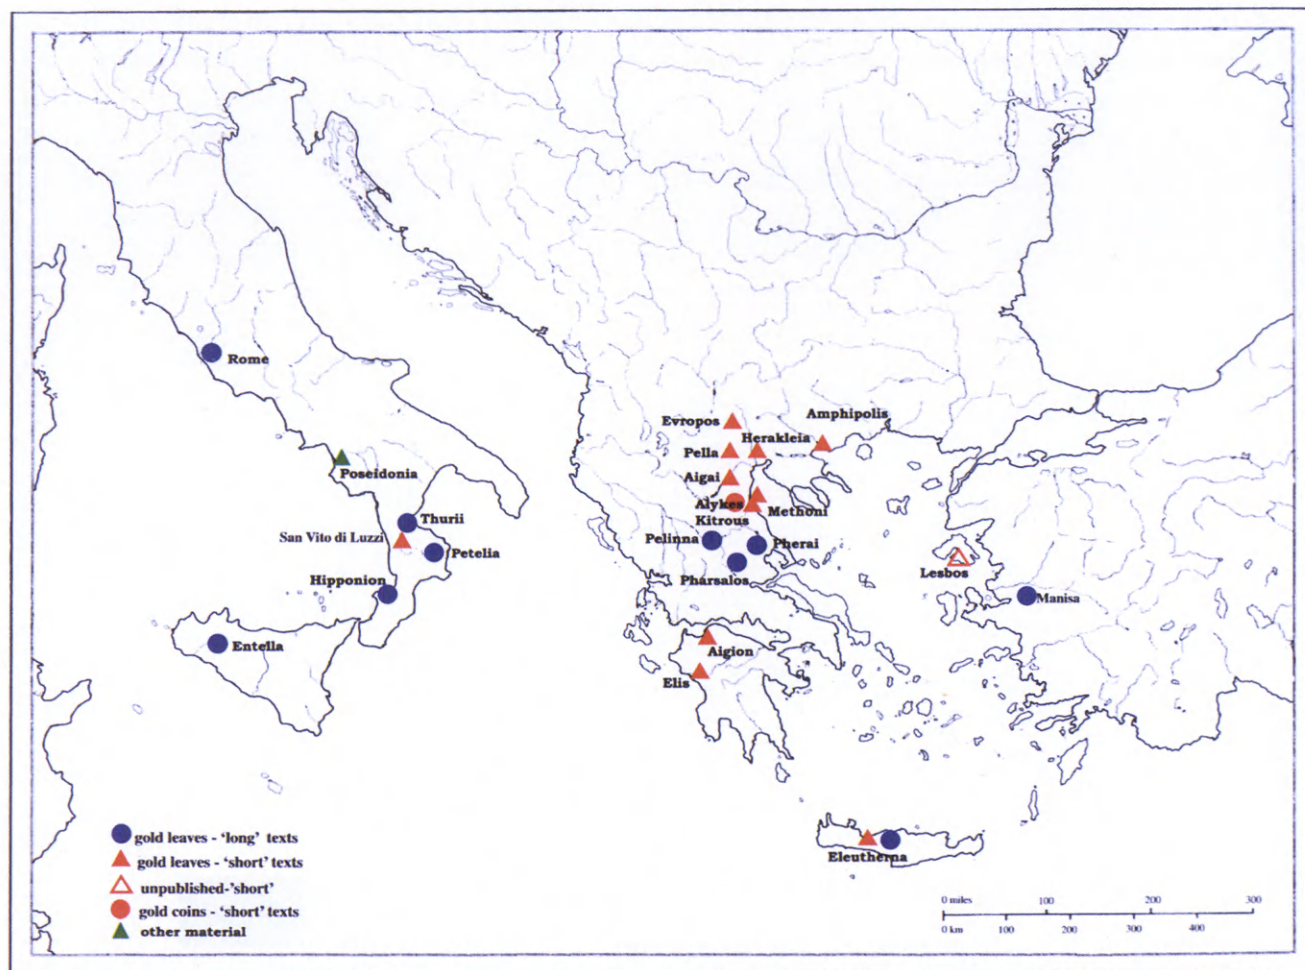 Rome
Evropos
Amphipolis
Herakleia
Pella
Poseidonia
Aigai
Alykes
Methoni
Kitrous
Thurii
San Vito di Luzzi
Petelia
Pelinna
Pherai
Pharsalos
Lesbos
Hipponion
Manisa
Entella
Aigion
Elis
Eleutherna
gold leaves - 'long' texts
gold leaves - 'short' texts
unpublished-'short'
gold coins - 'short' texts
other material
0 miles 100 200 300
0 km 100 200 300 400